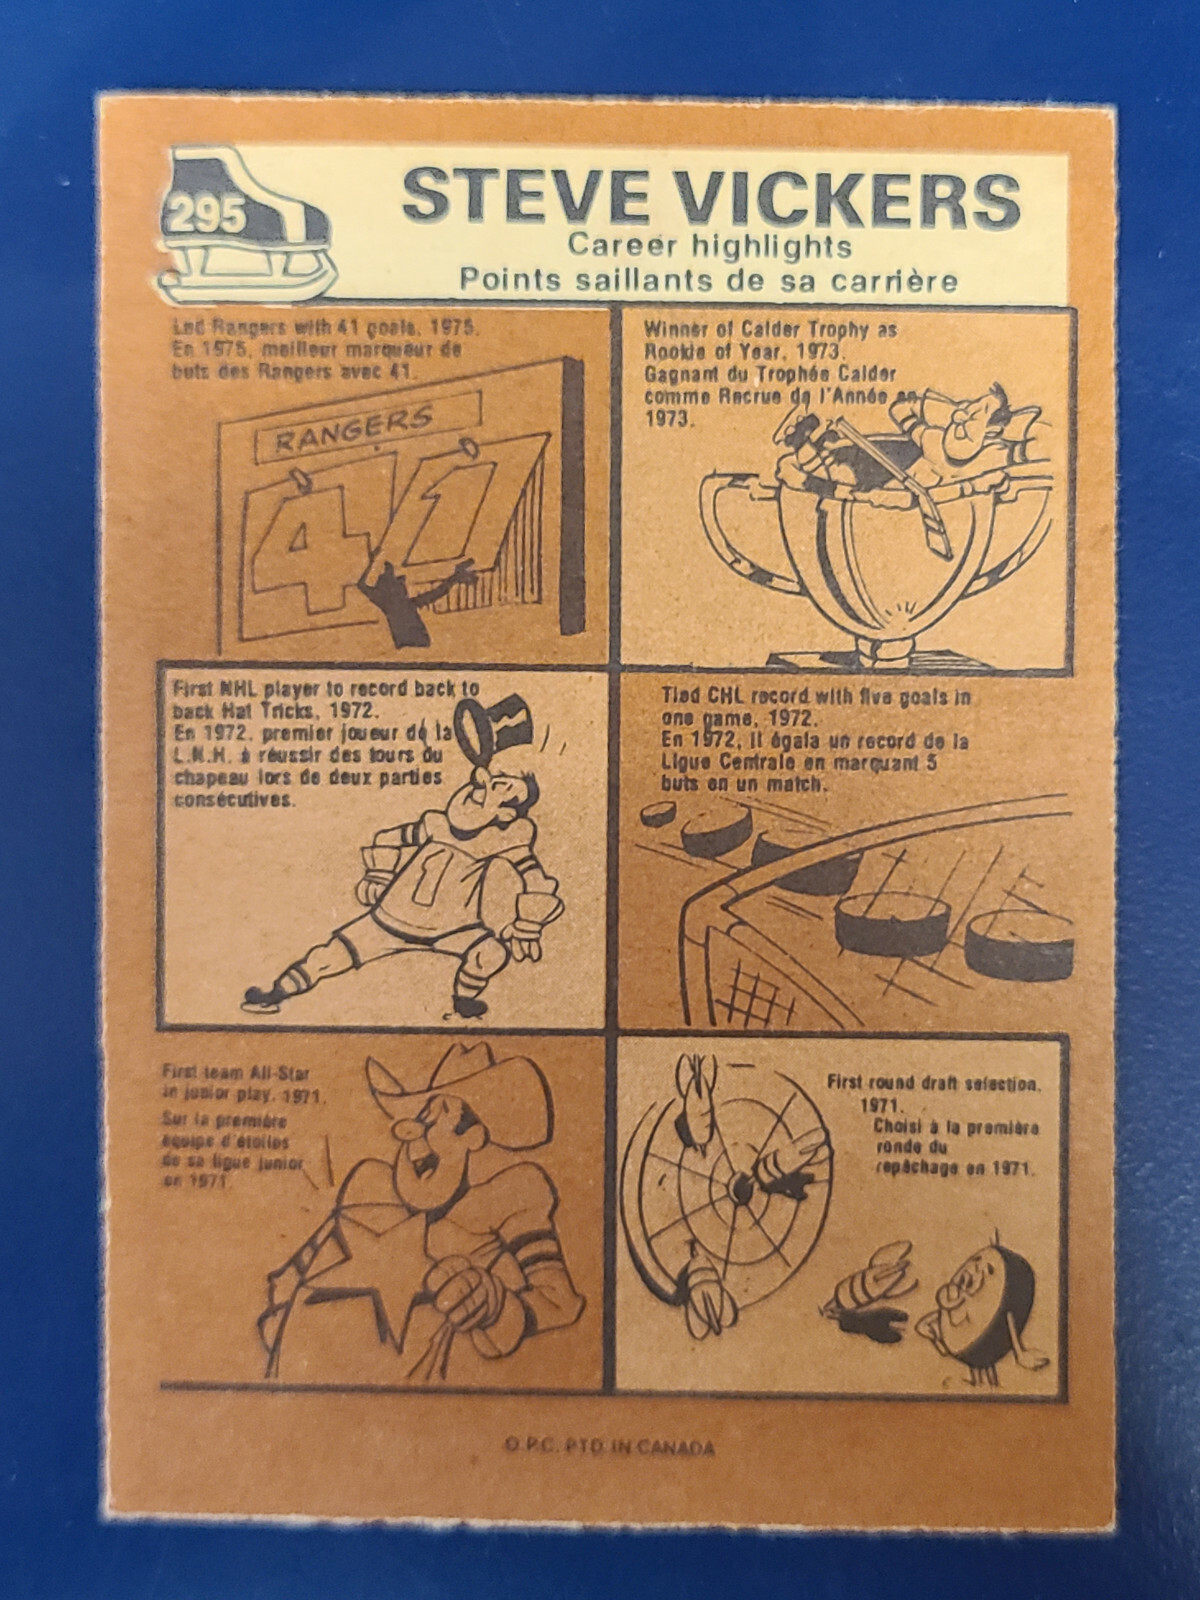 295
STEVE VICKERS
Career highlights
Points saillants de sa carrière
Led Rangers with 41 goals, 1975.
En 1975, meilleur marqueur de
buts des Rangers avec 41.
RANGERS
41
Winner of Calder Trophy as
Rookie of Year, 1973.
Gagnant du Trophée Calder
comme Recrue de l'Année en
1973.
First NHL player to record back to
back Hat Tricks, 1972.
En 1972, premier joueur de la
L.N.H. à réussir des tours du
chapeau lors de deux parties
consécutives.
1
Tied CHL record with five goals in
one game, 1972.
En 1972, il égala un record de la
Ligue Centrale en marquant 5
buts en un match.
First team All-Star
in junior play, 1971.
Sur la première
équipe d'étoiles
de sa ligue junior
en 1971.
First round draft selection,
1971.
Choisi à la première
ronde du
repêchage en 1971.
O.P.C. PTD. IN CANADA